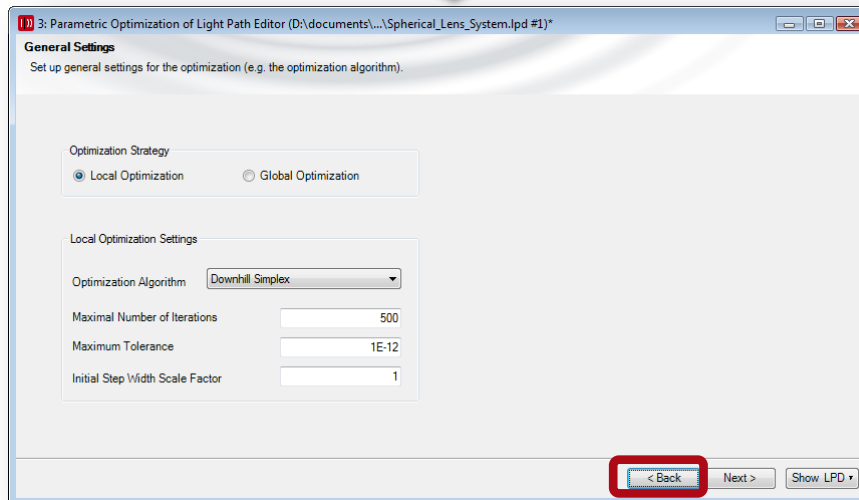 3: Parametric Optimization of Light Path Editor (D:\documents\...\Spherical_Lens_System.lpd #1)*
General Settings
Set up general settings for the optimization (e.g. the optimization algorithm).
Optimization Strategy
Local Optimization Global Optimization
Local Optimization Settings
Optimization Algorithm Downhill Simplex
Maximal Number of Iterations 500
Maximum Tolerance 1E-12
Initial Step Width Scale Factor 1
< Back Next > Show LPD